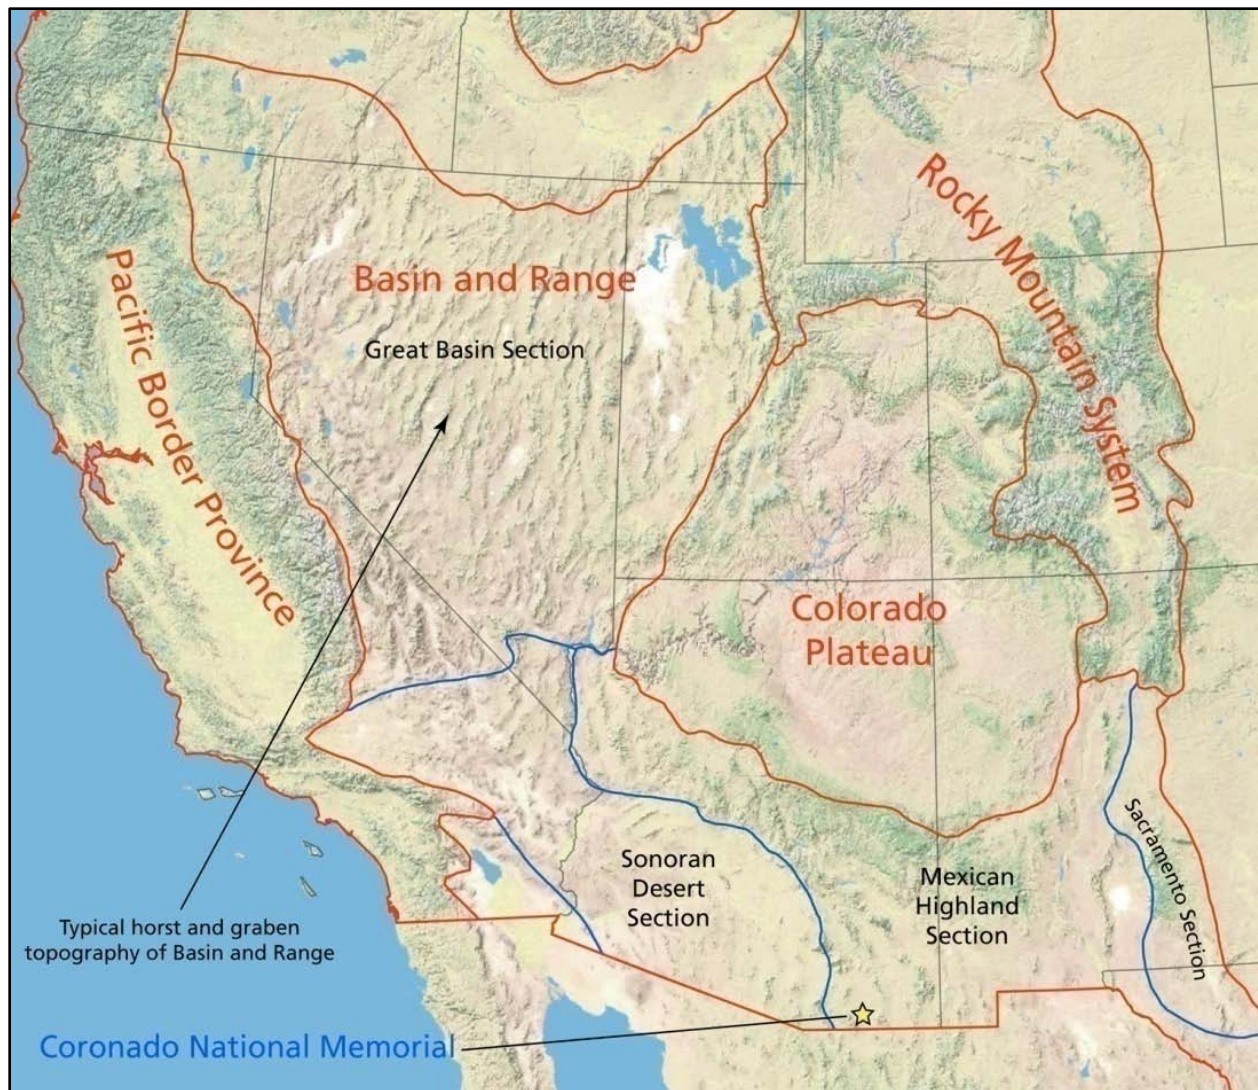 Rocky Mountain System
Pacific Border Province
Basin and Range
Great Basin Section
Colorado
Plateau
Sonoran
Desert
Section
Mexican
Highland
Section
Sacramento Section
Typical horst and graben
topography of Basin and Range
Coronado National Memorial